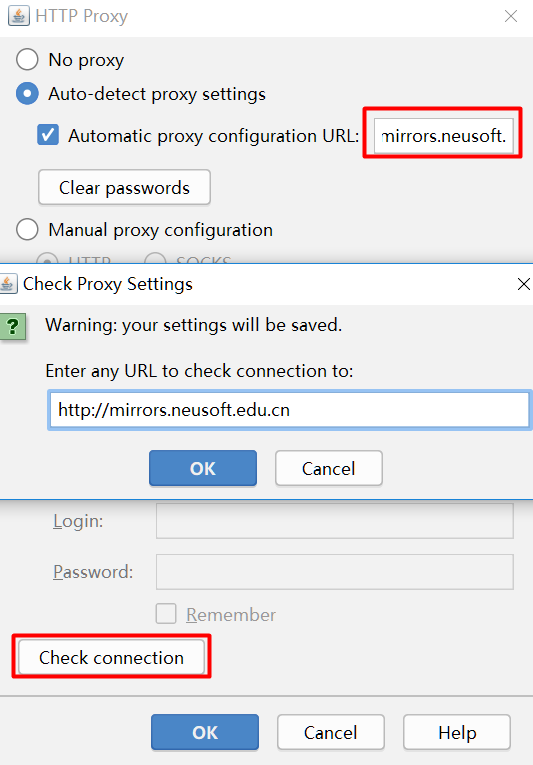 HTTP Proxy
No proxy
Auto-detect proxy settings
Automatic proxy configuration URL: mirrors.neusoft.
Clear passwords
Manual proxy configuration
HTTP SOCKS
Check Proxy Settings
Warning: your settings will be saved.
Enter any URL to check connection to:
http://mirrors.neusoft.edu.cn
OK Cancel
Login:
Password:
Remember
Check connection
OK Cancel Help